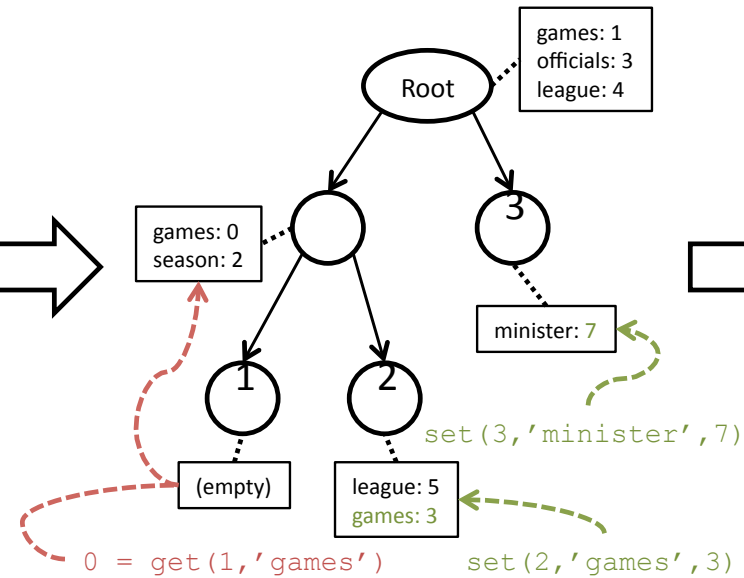 games: 1
officials: 3
league: 4
Root
3
games: 0
season: 2
minister: 7
1
2
set(3,’minister’,7)
(empty)
league: 5
games: 3
0 = get(1,’games’)
set(2,’games’,3)